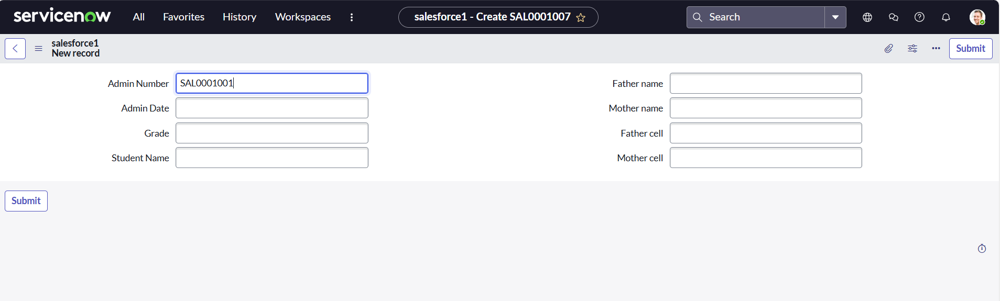 servicenow All Favorites History Workspaces salesforce1 - Create SAL0001007 Search
salesforce1
New record
Submit
Admin Number SAL0001001 Father name
Admin Date Mother name
Grade Father cell
Student Name Mother cell
Submit